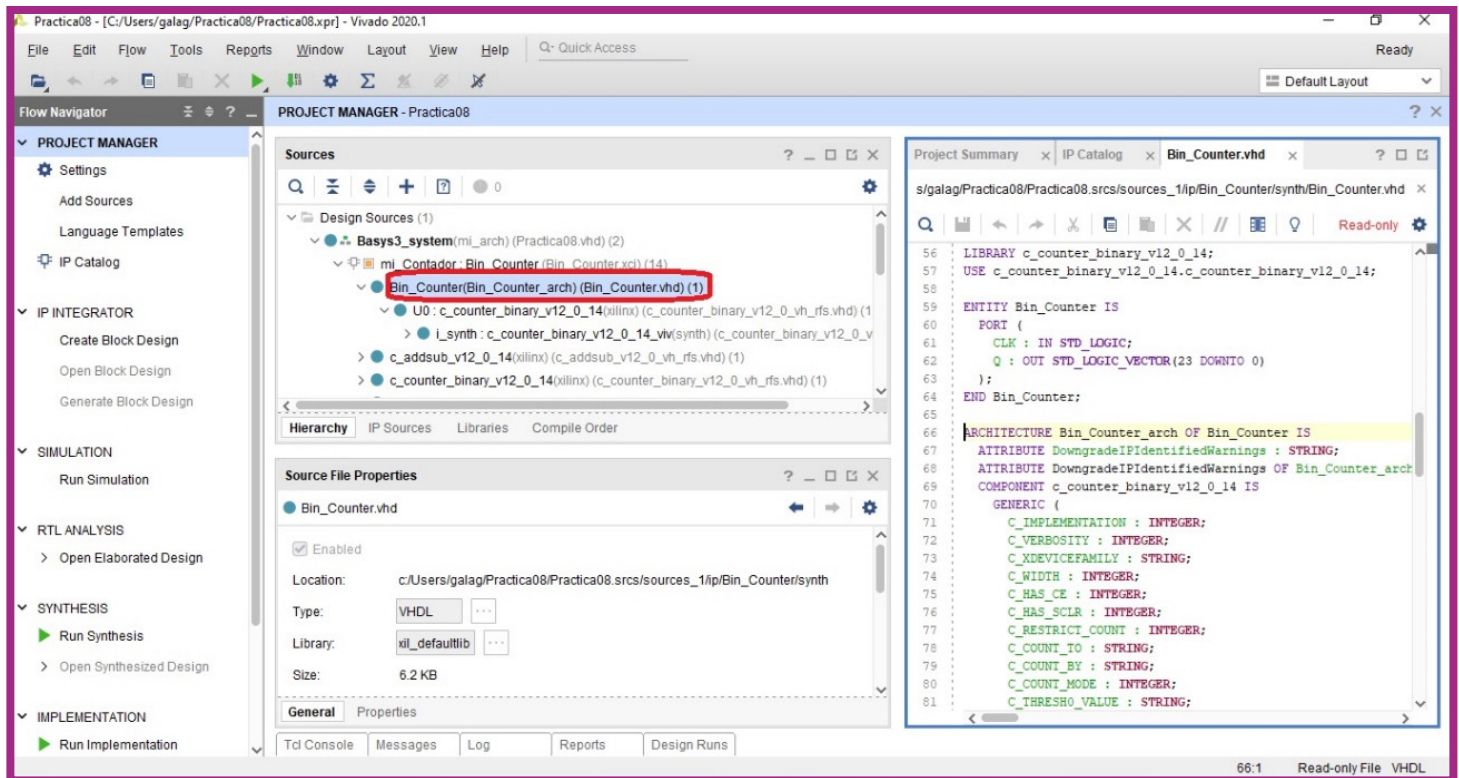 Practica08 - [C:/Users/galag/Practica08/Practica08.xpr] - Vivado 2020.1
File Edit Flow Tools Reports Window Layout View Help Quick Access
Ready
Default Layout
Flow Navigator
PROJECT MANAGER
Settings
Add Sources
Language Templates
IP Catalog
IP INTEGRATOR
Create Block Design
Open Block Design
Generate Block Design
SIMULATION
Run Simulation
RTL ANALYSIS
Open Elaborated Design
SYNTHESIS
Run Synthesis
Open Synthesized Design
IMPLEMENTATION
Run Implementation
PROJECT MANAGER - Practica08
Sources
0
Design Sources (1)
Basys3_system(mi_arch) (Practica08.vhd) (2)
mi_Contador : Bin_Counter (Bin_Counter.xci) (14)
Bin_Counter(Bin_Counter_arch) (Bin_Counter.vhd) (1)
U0 : c_counter_binary_v12_0_14(xilinx) (c_counter_binary_v12_0_vh_rfs.vhd) (1
i_synth : c_counter_binary_v12_0_14_viv(synth) (c_counter_binary_v12_0_v
c_addsub_v12_0_14(xilinx) (c_addsub_v12_0_vh_rfs.vhd) (1)
c_counter_binary_v12_0_14(xilinx) (c_counter_binary_v12_0_vh_rfs.vhd) (1)
Hierarchy IP Sources Libraries Compile Order
Source File Properties
Bin_Counter.vhd
Enabled
Location: c:/Users/galag/Practica08/Practica08.srcs/sources_1/ip/Bin_Counter/synth
Type: VHDL ...
Library: xil_defaultlib ...
Size: 6.2 KB
General Properties
Tcl Console Messages Log Reports Design Runs
Project Summary IP Catalog Bin_Counter.vhd
s/galag/Practica08/Practica08.srcs/sources_1/ip/Bin_Counter/synth/Bin_Counter.vhd
Read-only
56 LIBRARY c_counter_binary_v12_0_14;
57 USE c_counter_binary_v12_0_14.c_counter_binary_v12_0_14;
58
59 ENTITY Bin_Counter IS
60 PORT (
61 CLK : IN STD_LOGIC;
62 Q : OUT STD_LOGIC_VECTOR(23 DOWNTO 0)
63 );
64 END Bin_Counter;
65
66 ARCHITECTURE Bin_Counter_arch OF Bin_Counter IS
67 ATTRIBUTE DowngradeIPIdentifiedWarnings : STRING;
68 ATTRIBUTE DowngradeIPIdentifiedWarnings OF Bin_Counter_arch
69 COMPONENT c_counter_binary_v12_0_14 IS
70 GENERIC (
71 C_IMPLEMENTATION : INTEGER;
72 C_VERBOSITY : INTEGER;
73 C_XDEVICEFAMILY : STRING;
74 C_WIDTH : INTEGER;
75 C_HAS_CE : INTEGER;
76 C_HAS_SCLR : INTEGER;
77 C_RESTRICT_COUNT : INTEGER;
78 C_COUNT_TO : STRING;
79 C_COUNT_BY : STRING;
80 C_COUNT_MODE : INTEGER;
81 C_THRESH0_VALUE : STRING;
66:1 Read-only File VHDL